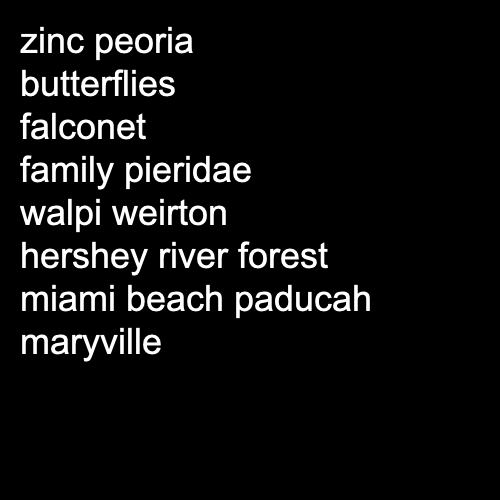 zinc peoria
butterflies
falconet
family pieridae
walpi weirton
hershey river forest
miami beach paducah
maryville